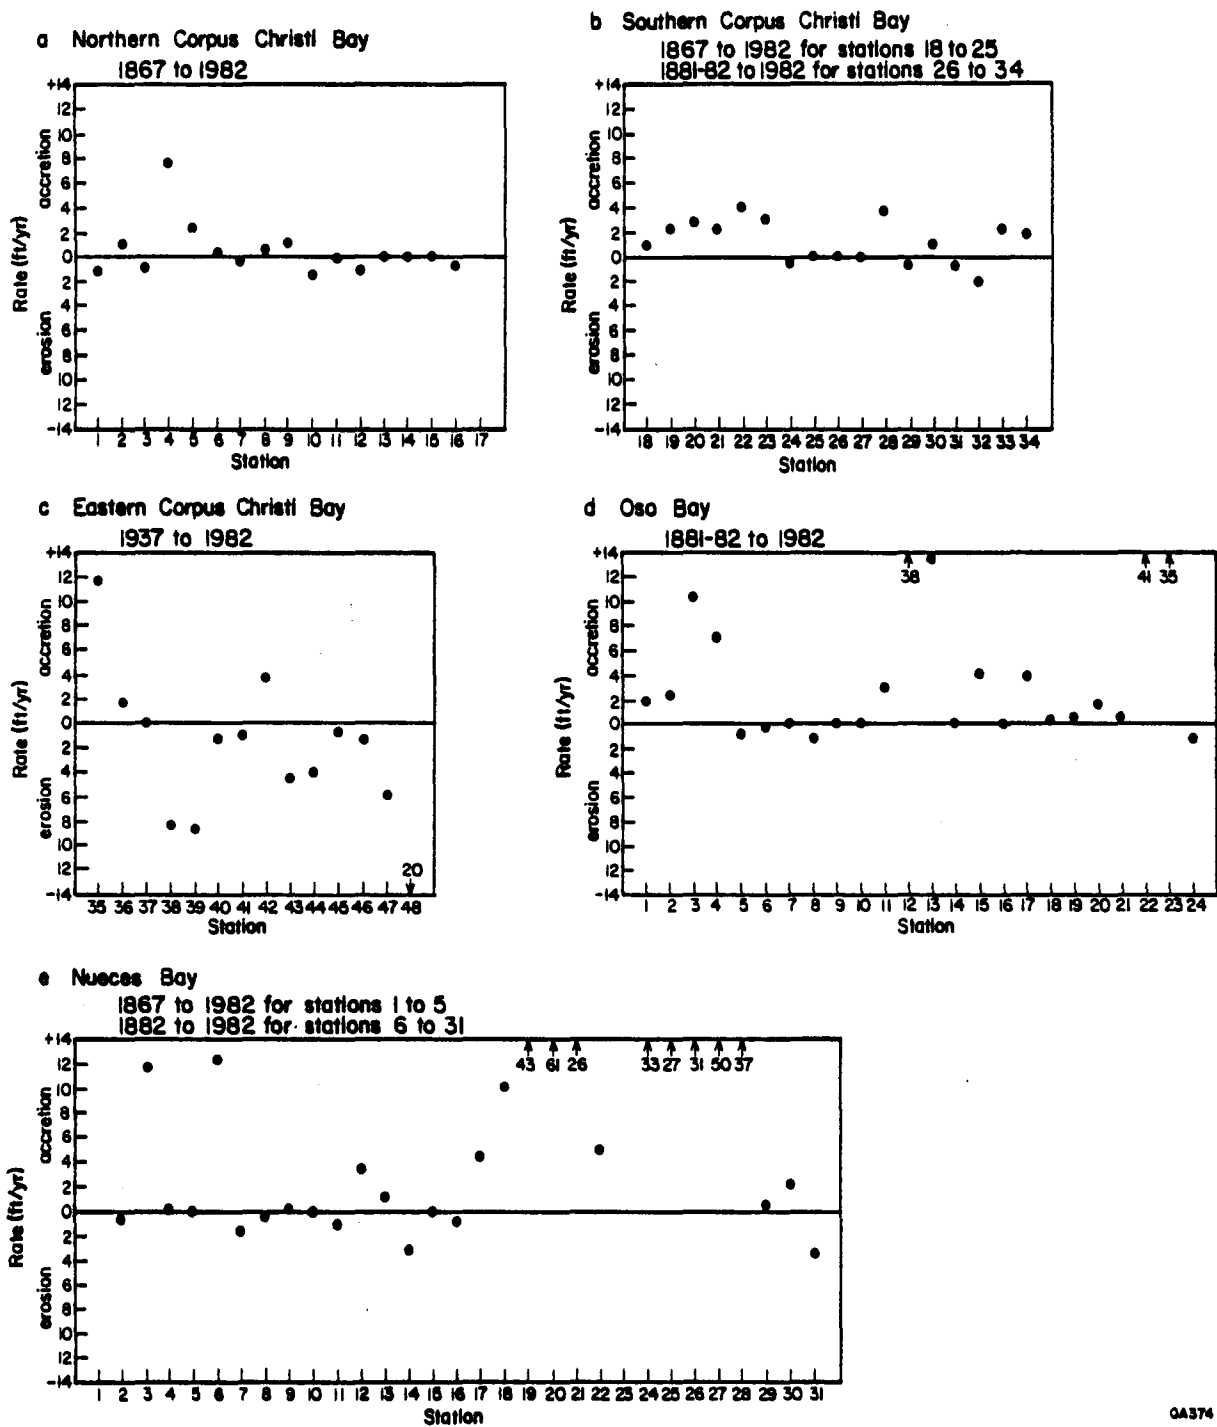 a Northern Corpus Christi Bay
1867 to 1982
+14
12
10
8
6
4
2
0
2
4
6
8
10
12
-14
accretion
erosion
Rate (ft/yr)
1 2 3 4 5 6 7 8 9 10 11 12 13 14 15 16 17
Station
b Southern Corpus Christi Bay
1867 to 1982 for stations 18 to 25
1881-82 to 1982 for stations 26 to 34
+14
12
10
8
6
4
2
0
2
4
6
8
10
12
-14
accretion
erosion
Rate (ft/yr)
18 19 20 21 22 23 24 25 26 27 28 29 30 31 32 33 34
Station
c Eastern Corpus Christi Bay
1937 to 1982
+14
12
10
8
6
4
2
0
2
4
6
8
10
12
-14
accretion
erosion
Rate (ft/yr)
20
35 36 37 38 39 40 41 42 43 44 45 46 47 48
Station
d Oso Bay
1881-82 to 1982
+14
12
10
8
6
4
2
0
2
4
6
8
10
12
-14
accretion
erosion
Rate (ft/yr)
38 41 35
1 2 3 4 5 6 7 8 9 10 11 12 13 14 15 16 17 18 19 20 21 22 23 24
Station
e Nueces Bay
1867 to 1982 for stations 1 to 5
1882 to 1982 for stations 6 to 31
+14
12
10
8
6
4
2
0
2
4
6
8
10
12
-14
accretion
erosion
Rate (ft/yr)
43 61 26 33 27 31 50 37
1 2 3 4 5 6 7 8 9 10 11 12 13 14 15 16 17 18 19 20 21 22 23 24 25 26 27 28 29 30 31
Station
QA374